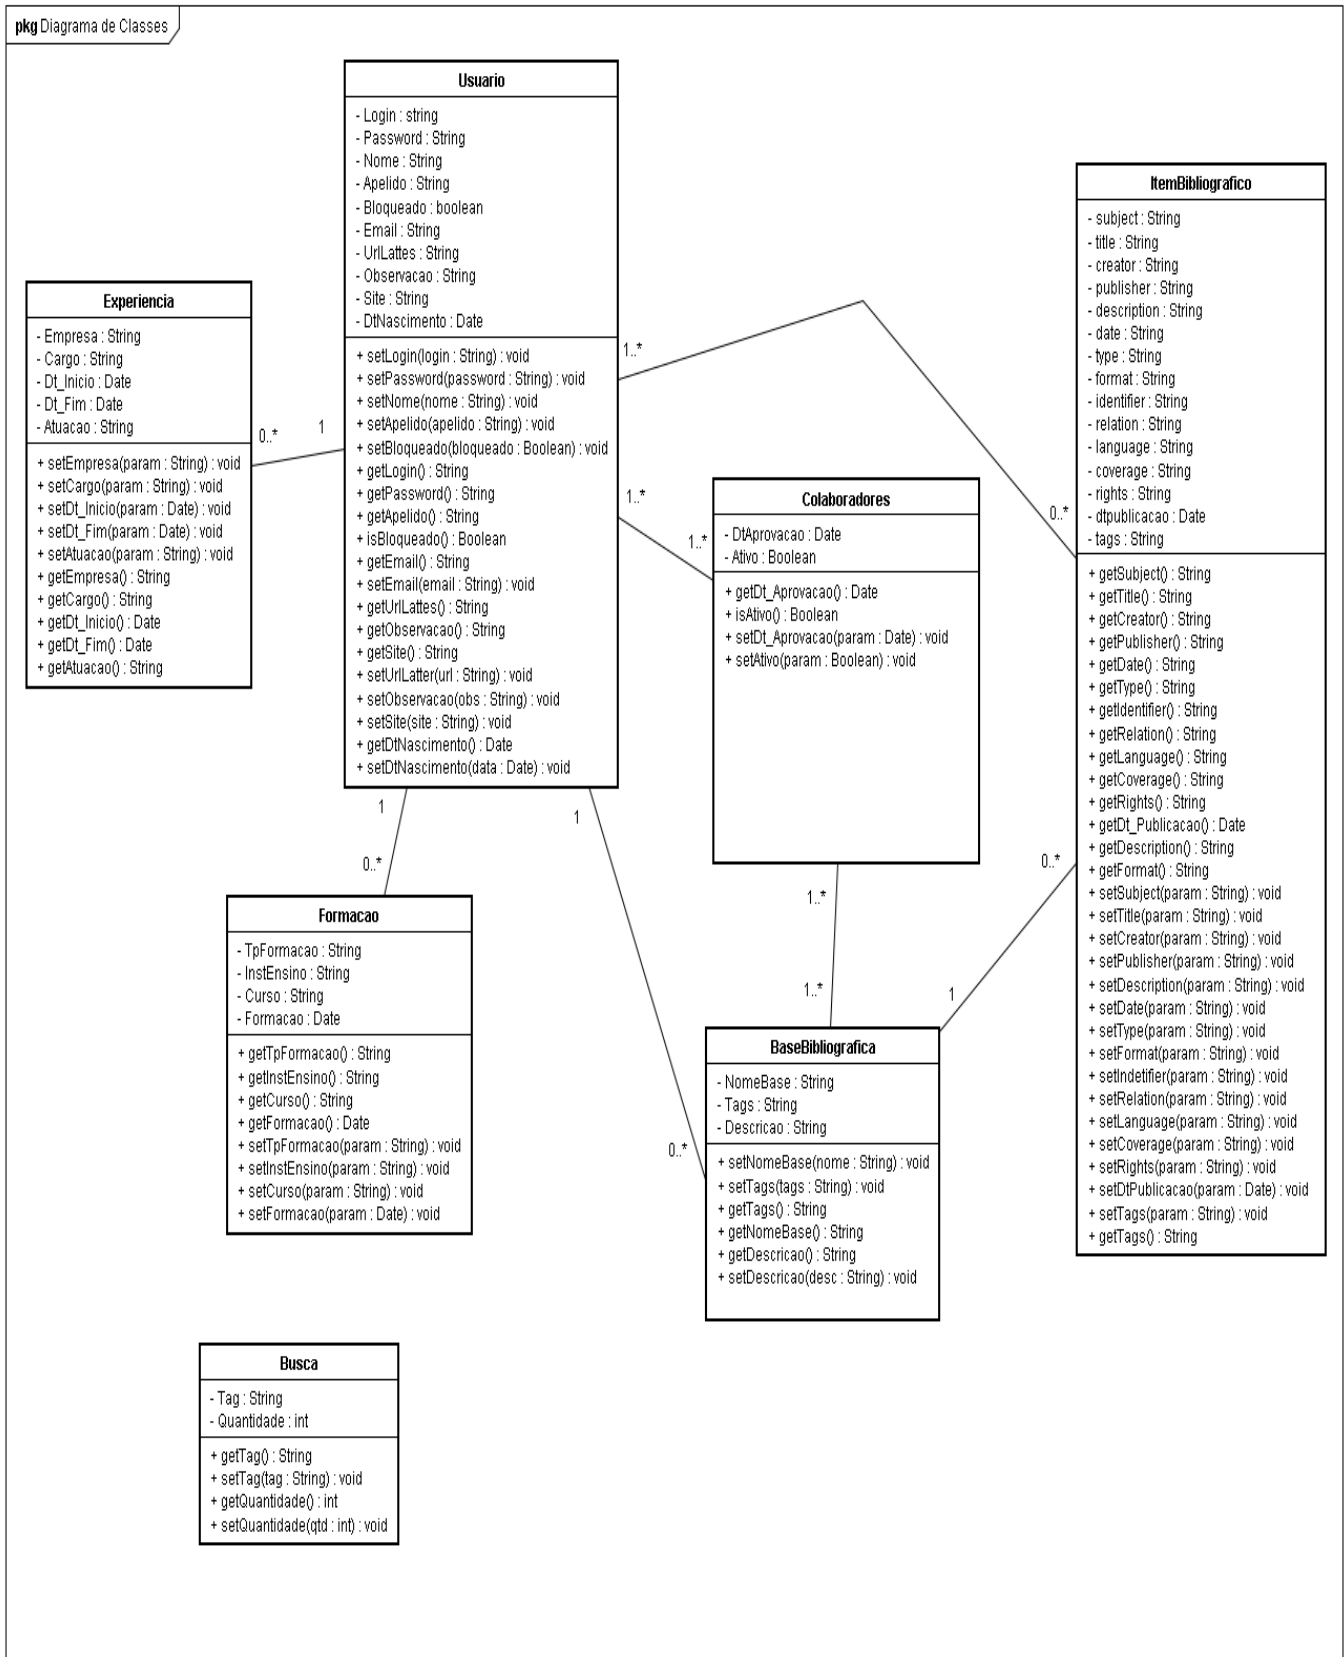 pkg Diagrama de Classes
Usuario
- Login : string
- Password : String
- Nome : String
- Apelido : String
- Bloqueado : boolean
- Email : String
- UrlLattes : String
- Observacao : String
- Site : String
- DtNascimento : Date
+ setLogin(login : String) : void
+ setPassword(password : String) : void
+ setNome(nome : String) : void
+ setApelido(apelido : String) : void
+ setBloqueado(bloqueado : Boolean) : void
+ getLogin() : String
+ getPassword() : String
+ getApelido() : String
+ isBloqueado() : Boolean
+ getEmail() : String
+ setEmail(email : String) : void
+ getUrlLattes() : String
+ getObservacao() : String
+ getSite() : String
+ setUrlLatter(url : String) : void
+ setObservacao(obs : String) : void
+ setSite(site : String) : void
+ getDtNascimento() : Date
+ setDtNascimento(data : Date) : void
Experiencia
- Empresa : String
- Cargo : String
- Dt_Inicio : Date
- Dt_Fim : Date
- Atuacao : String
+ setEmpresa(param : String) : void
+ setCargo(param : String) : void
+ setDt_Inicio(param : Date) : void
+ setDt_Fim(param : Date) : void
+ setAtuacao(param : String) : void
+ getEmpresa() : String
+ getCargo() : String
+ getDt_Inicio() : Date
+ getDt_Fim() : Date
+ getAtuacao() : String
0..*
1
1..*
0..*
1..*
1..*
Colaboradores
- DtAprovacao : Date
- Ativo : Boolean
+ getDt_Aprovacao() : Date
+ isAtivo() : Boolean
+ setDt_Aprovacao(param : Date) : void
+ setAtivo(param : Boolean) : void
ItemBibliografico
- subject : String
- title : String
- creator : String
- publisher : String
- description : String
- date : String
- type : String
- format : String
- identifier : String
- relation : String
- language : String
- coverage : String
- rights : String
- dtpublicacao : Date
- tags : String
+ getSubject() : String
+ getTitle() : String
+ getCreator() : String
+ getPublisher() : String
+ getDate() : String
+ getType() : String
+ getIdentifier() : String
+ getRelation() : String
+ getLanguage() : String
+ getCoverage() : String
+ getRights() : String
+ getDt_Publicacao() : Date
+ getDescription() : String
+ getFormat() : String
+ setSubject(param : String) : void
+ setTitle(param : String) : void
+ setCreator(param : String) : void
+ setPublisher(param : String) : void
+ setDescription(param : String) : void
+ setDate(param : String) : void
+ setType(param : String) : void
+ setFormat(param : String) : void
+ setIndetifier(param : String) : void
+ setRelation(param : String) : void
+ setLanguage(param : String) : void
+ setCoverage(param : String) : void
+ setRights(param : String) : void
+ setDtPublicacao(param : Date) : void
+ setTags(param : String) : void
+ getTags() : String
1
0..*
1
0..*
1..*
1..*
0..*
1
Formacao
- TpFormacao : String
- InstEnsino : String
- Curso : String
- Formacao : Date
+ getTpFormacao() : String
+ getInstEnsino() : String
+ getCurso() : String
+ getFormacao() : Date
+ setTpFormacao(param : String) : void
+ setInstEnsino(param : String) : void
+ setCurso(param : String) : void
+ setFormacao(param : Date) : void
BaseBibliografica
- NomeBase : String
- Tags : String
- Descricao : String
+ setNomeBase(nome : String) : void
+ setTags(tags : String) : void
+ getTags() : String
+ getNomeBase() : String
+ getDescricao() : String
+ setDescricao(desc : String) : void
Busca
- Tag : String
- Quantidade : int
+ getTag() : String
+ setTag(tag : String) : void
+ getQuantidade() : int
+ setQuantidade(qtd : int) : void